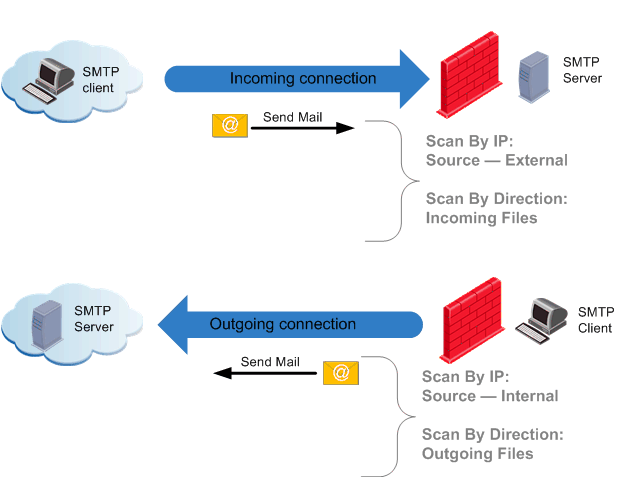 SMTP
client
Incoming connection
SMTP
Server
@
Send Mail
Scan By IP:
Source — External
Scan By Direction:
Incoming Files
SMTP
Server
Outgoing connection
SMTP
Client
Send Mail
@
Scan By IP:
Source — Internal
Scan By Direction:
Outgoing Files